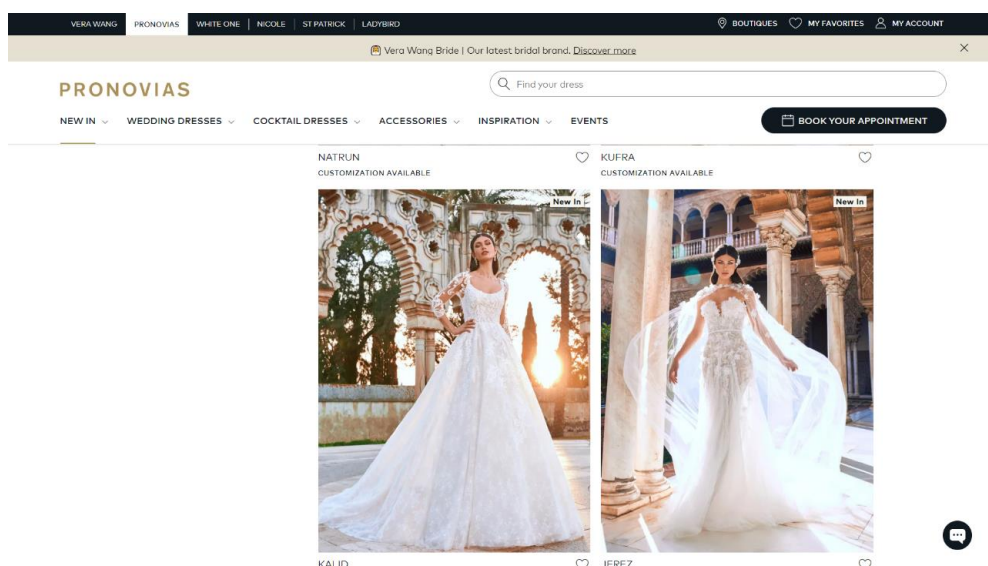 VERA WANG PRONOVIAS WHITE ONE NICOLE ST PATRICK LADYBIRD BOUTIQUES MY FAVORITES MY ACCOUNT
Vera Wang Bride | Our latest bridal brand. Discover more
PRONOVIAS
Find your dress
NEW IN WEDDING DRESSES COCKTAIL DRESSES ACCESSORIES INSPIRATION EVENTS BOOK YOUR APPOINTMENT
NATRUN KUFRA
CUSTOMIZATION AVAILABLE CUSTOMIZATION AVAILABLE
New In New In
KALID JEREZ